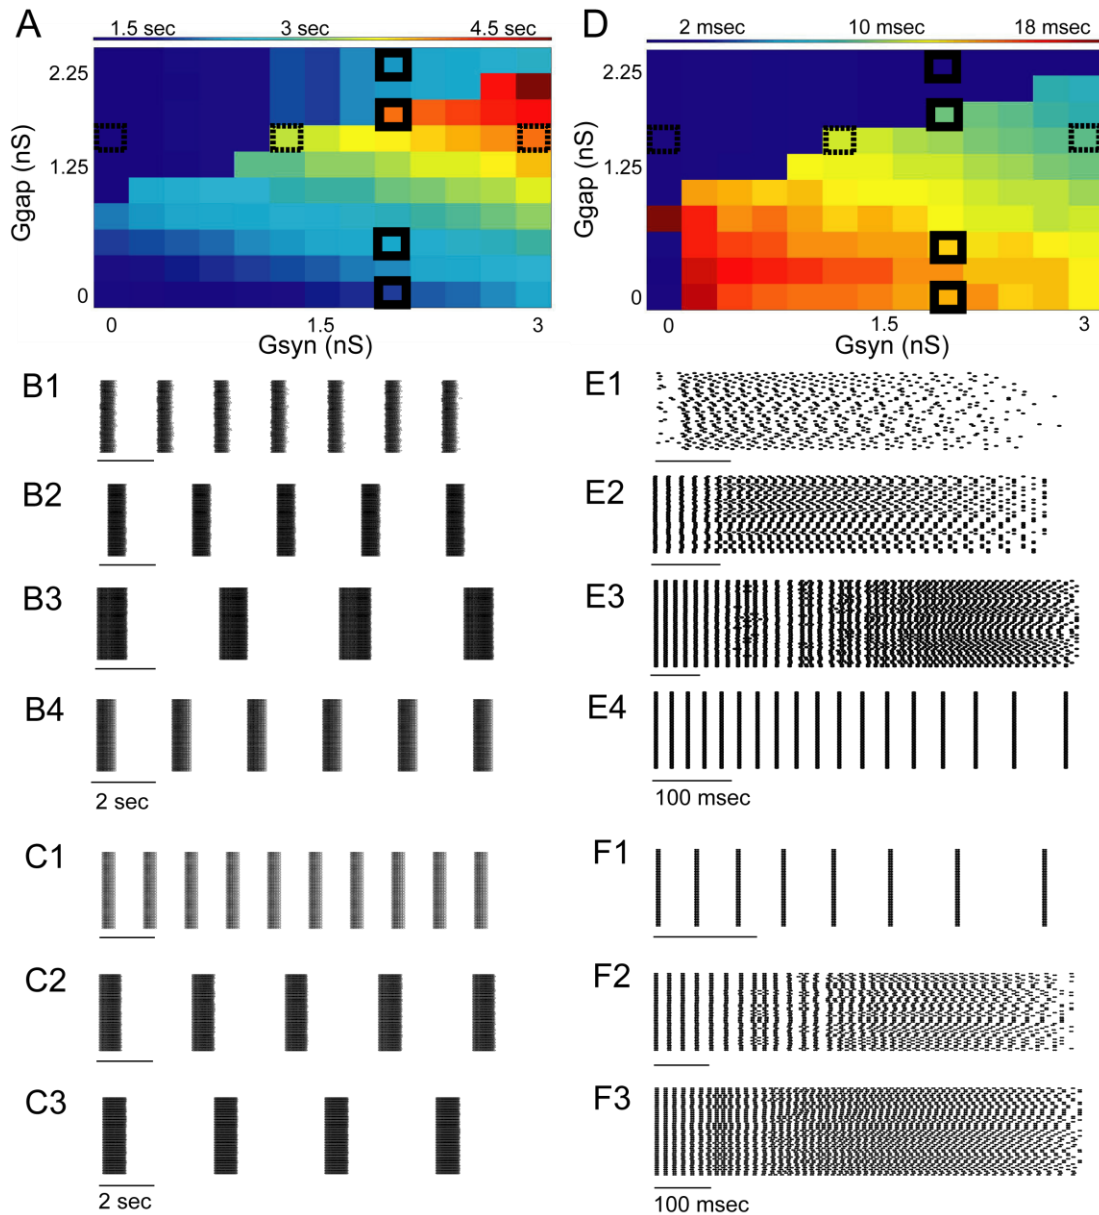 A
1.5 sec 3 sec 4.5 sec
2.25
1.25
0
Ggap (nS)
0 1.5 3
Gsyn (nS)
D
2 msec 10 msec 18 msec
2.25
1.25
0
Ggap (nS)
0 1.5 3
Gsyn (nS)
B1
B2
B3
B4
2 sec
E1
E2
E3
E4
100 msec
C1
C2
C3
2 sec
F1
F2
F3
100 msec